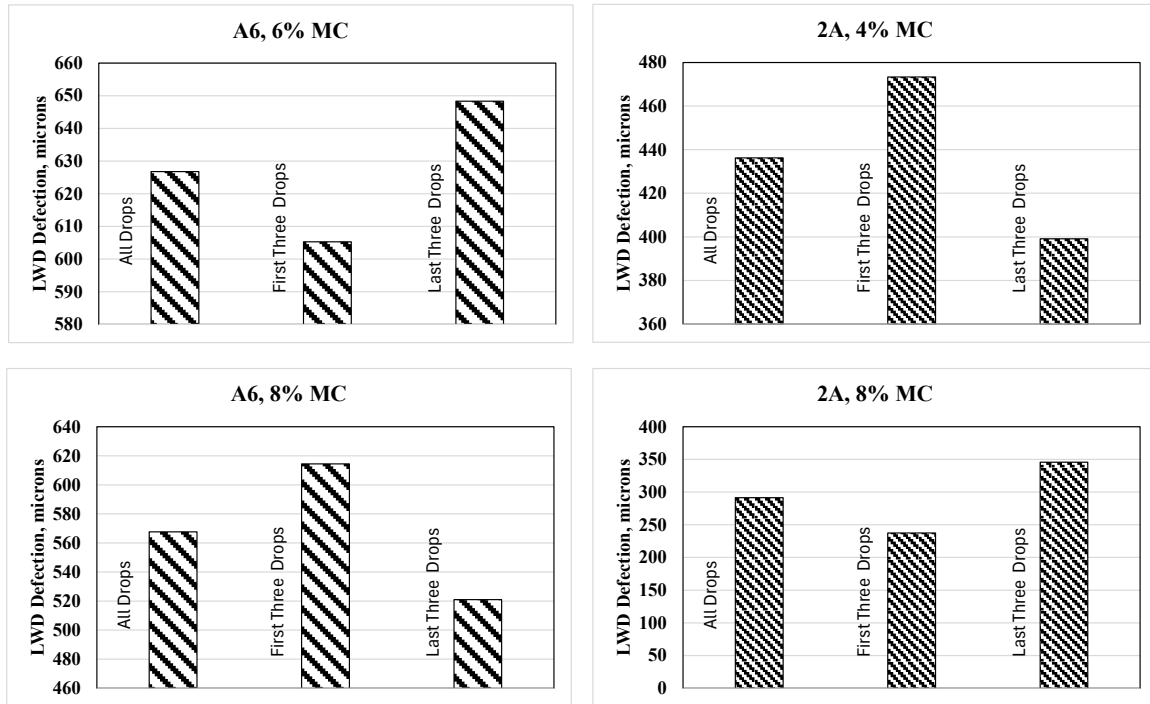 A6, 6% MC
LWD Defection, microns
660
650
640
630
620
610
600
590
580
All Drops
First Three Drops
Last Three Drops
2A, 4% MC
LWD Defection, microns
480
460
440
420
400
380
360
All Drops
First Three Drops
Last Three Drops
A6, 8% MC
LWD Defection, microns
640
620
600
580
560
540
520
500
480
460
All Drops
First Three Drops
Last Three Drops
2A, 8% MC
LWD Defection, microns
400
350
300
250
200
150
100
50
0
All Drops
First Three Drops
Last Three Drops